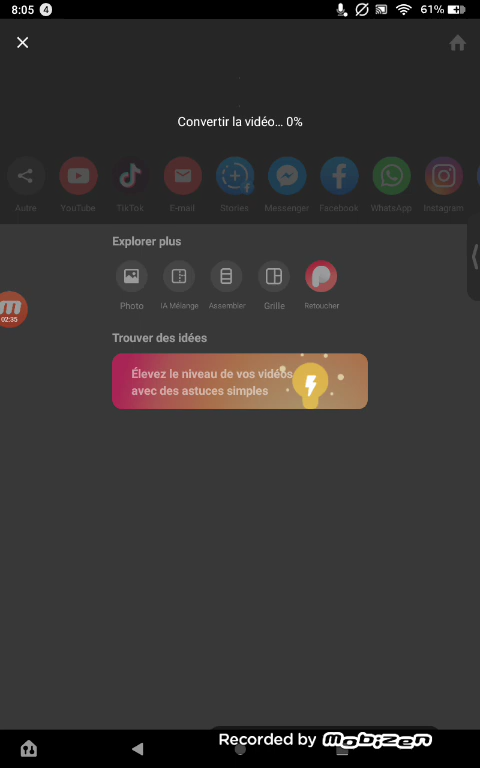 8:05 4 61%
Convertir la vidéo... 0%
Autre YouTube TikTok E-mail Stories Messenger Facebook WhatsApp Instagram
Explorer plus
Photo IA Mélange Assembler Grille Retoucher
02:35
Trouver des idées
Élevez le niveau de vos vidéos
avec des astuces simples
Recorded by mobizen